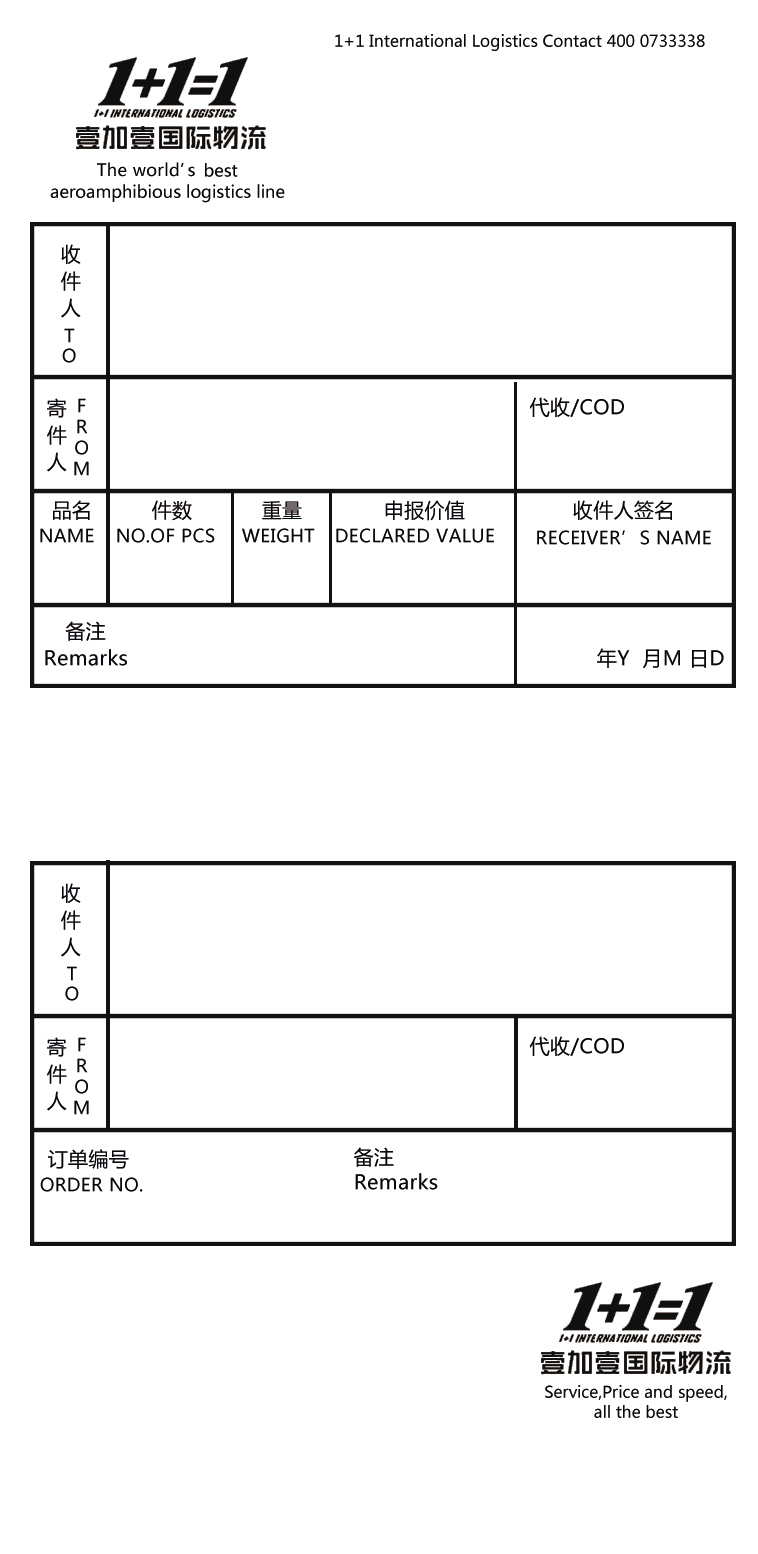 1+1 International Logistics Contact 400 0733338
1+1=1
1+1 INTERNATIONAL LOGISTICS
壹加壹国际物流
The world's best
aeroamphibious logistics line
收件人 TO
寄件人 FROM
代收/COD
品名
NAME
件数
NO.OF PCS
重量
WEIGHT
申报价值
DECLARED VALUE
收件人签名
RECEIVER'S NAME
备注
Remarks
年Y 月M 日D
收件人 TO
寄件人 FROM
代收/COD
订单编号
ORDER NO.
备注
Remarks
1+1=1
1+1 INTERNATIONAL LOGISTICS
壹加壹国际物流
Service,Price and speed,
all the best